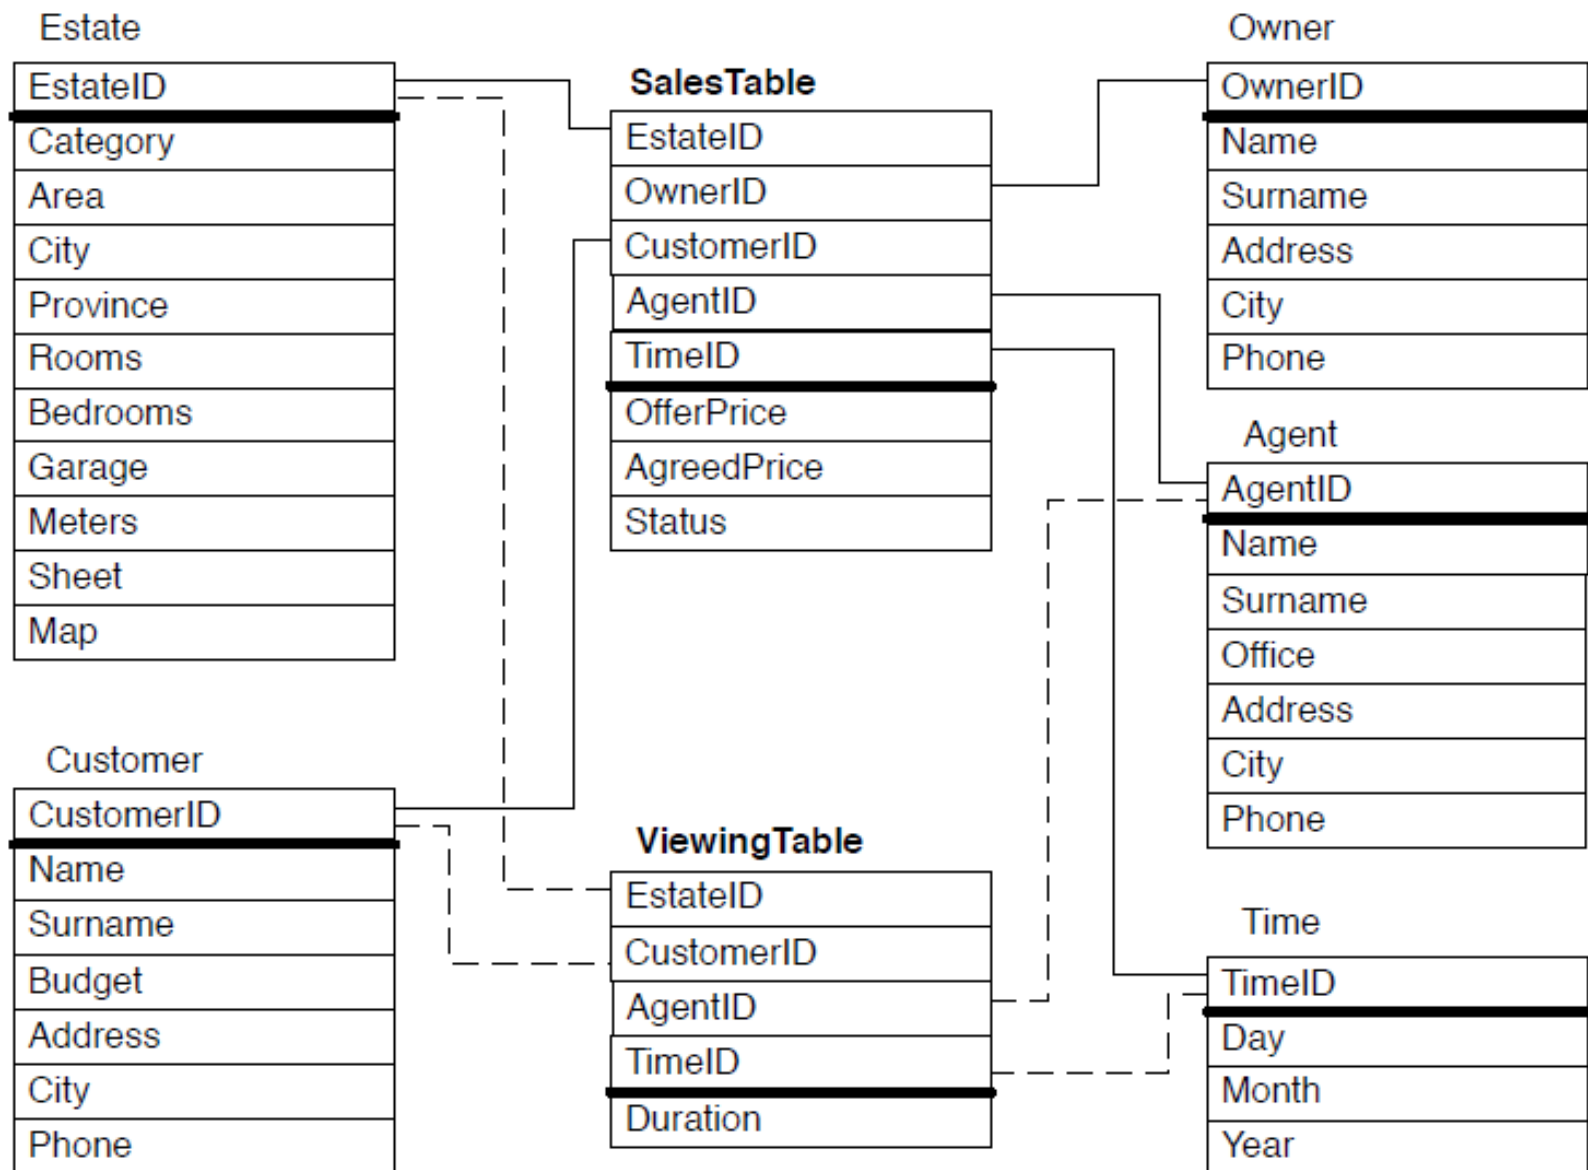 Estate
EstateID
Category
Area
City
Province
Rooms
Bedrooms
Garage
Meters
Sheet
Map
Customer
CustomerID
Name
Surname
Budget
Address
City
Phone
SalesTable
EstateID
OwnerID
CustomerID
AgentID
TimeID
OfferPrice
AgreedPrice
Status
ViewingTable
EstateID
CustomerID
AgentID
TimeID
Duration
Owner
OwnerID
Name
Surname
Address
City
Phone
Agent
AgentID
Name
Surname
Office
Address
City
Phone
Time
TimeID
Day
Month
Year